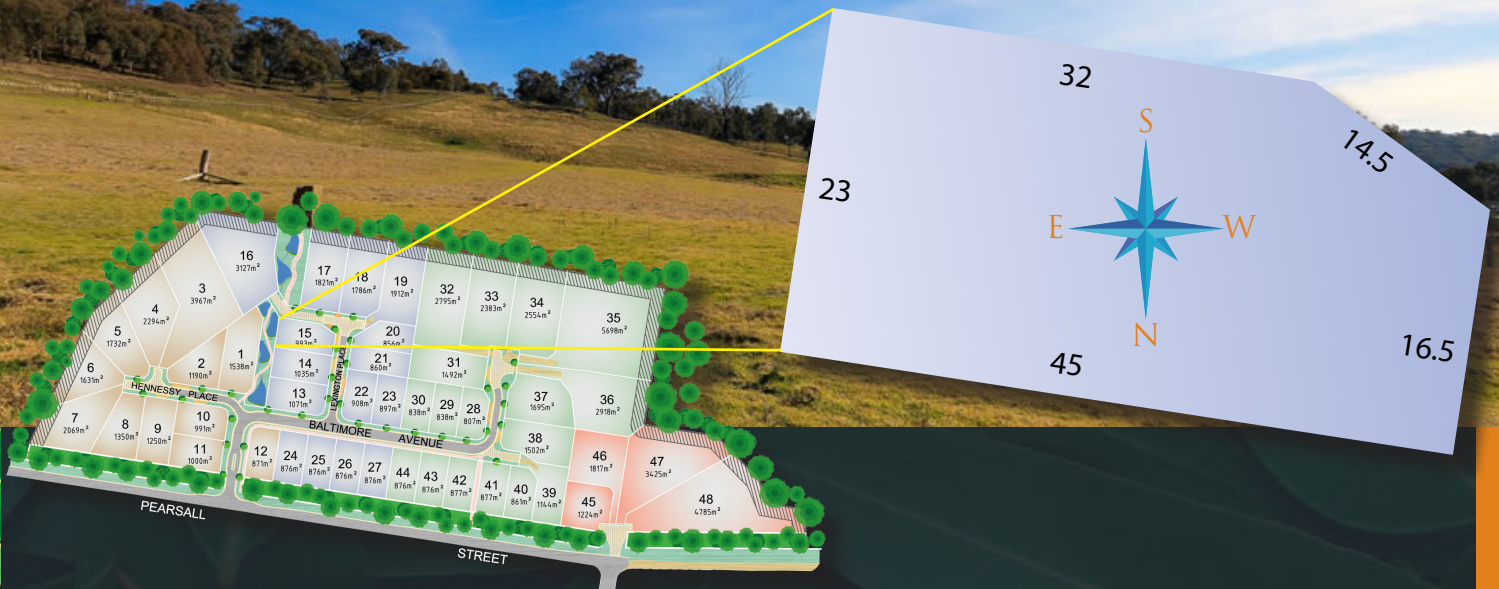 32
14.5
23
S
E
W
N
45
16.5
16
3127m²
17
1821m²
18
1786m²
19
1912m²
32
2795m²
33
2383m²
34
2554m²
35
5698m²
3
3967m²
4
2294m²
5
1732m²
6
1631m²
7
2069m²
2
1190m²
1
1538m²
15
993m²
14
1035m²
13
1071m²
20
856m²
21
860m²
31
1492m²
22
908m²
23
897m²
30
838m²
29
838m²
28
807m²
37
1695m²
36
2918m²
38
1502m²
HENNESSY PLACE
LEXINGTON PLACE
BALTIMORE AVENUE
8
1350m²
9
1250m²
10
991m²
11
1000m²
12
871m²
24
876m²
25
876m²
26
876m²
27
876m²
44
876m²
43
876m²
42
877m²
41
877m²
40
861m²
39
1144m²
46
1817m²
45
1224m²
47
3425m²
48
4785m²
PEARSALL STREET